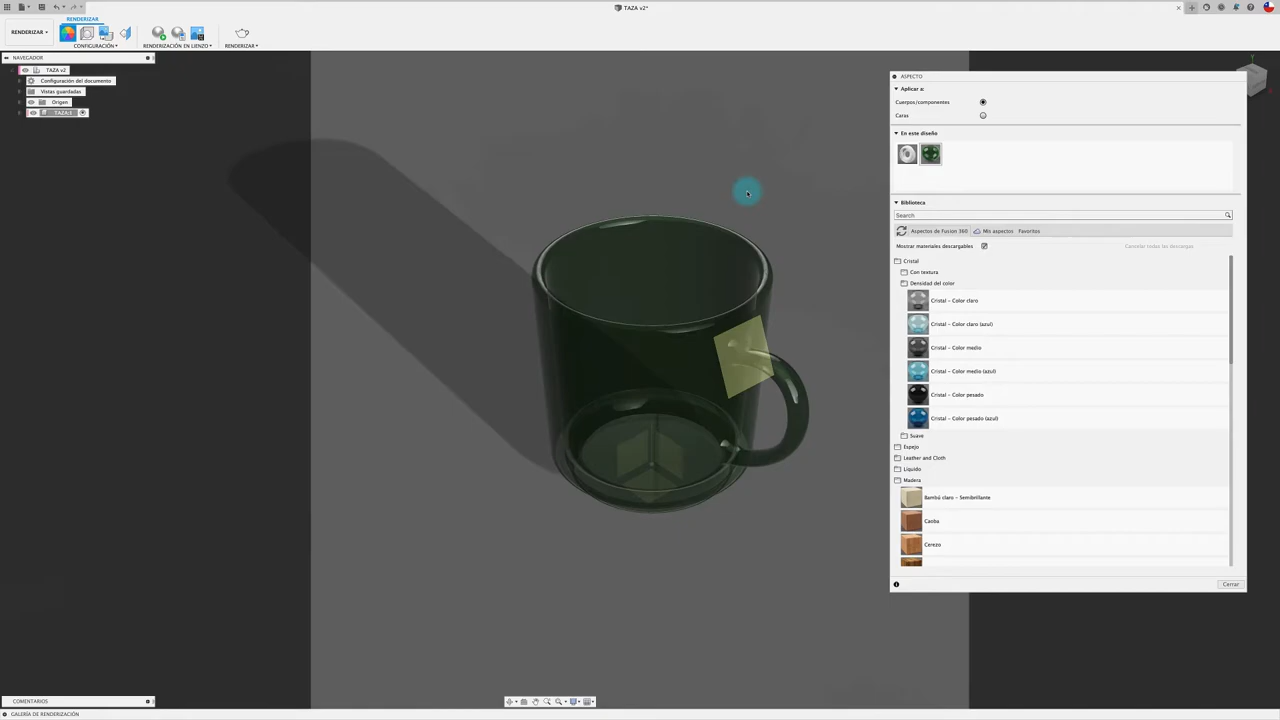 TAZA v2*
RENDERIZAR
RENDERIZAR
CONFIGURACIÓN
RENDERIZACIÓN EN LIENZO
RENDERIZAR
NAVEGADOR
TAZA v2
Configuración del documento
Vistas guardadas
Origen
TAZA:1
ASPECTO
Aplicar a:
Cuerpos/componentes
Caras
En este diseño
Biblioteca
Search
Aspectos de Fusion 360
Mis aspectos
Favoritos
Mostrar materiales descargables
Cancelar todas las descargas
Cristal
Con textura
Densidad del color
Cristal - Color claro
Cristal - Color claro (azul)
Cristal - Color medio
Cristal - Color medio (azul)
Cristal - Color pesado
Cristal - Color pesado (azul)
Suave
Espejo
Leather and Cloth
Líquido
Madera
Bambú claro - Semibrillante
Caoba
Cerezo
Cerrar
COMENTARIOS
GALERÍA DE RENDERIZACIÓN